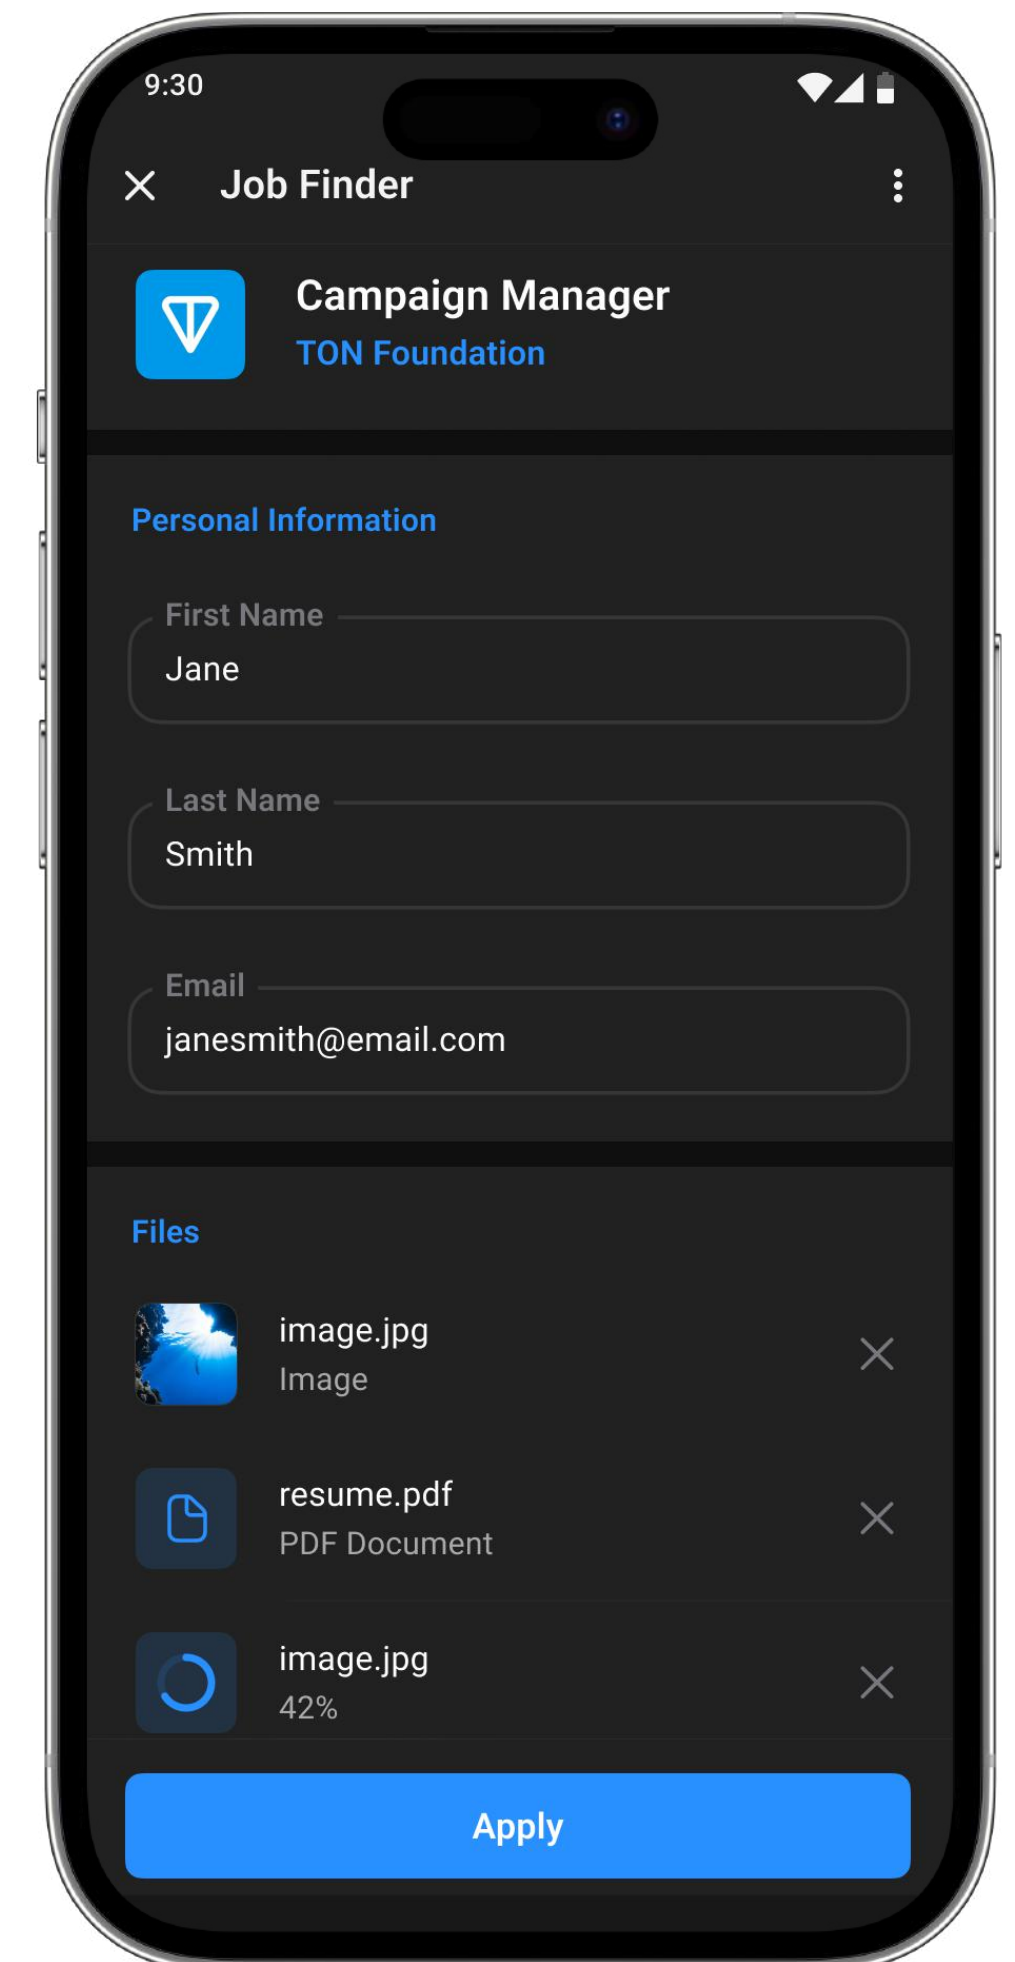 9:30
Job Finder
Campaign Manager
TON Foundation
Personal Information
First Name
Jane
Last Name
Smith
Email
janesmith@email.com
Files
image.jpg
Image
resume.pdf
PDF Document
image.jpg
42%
Apply